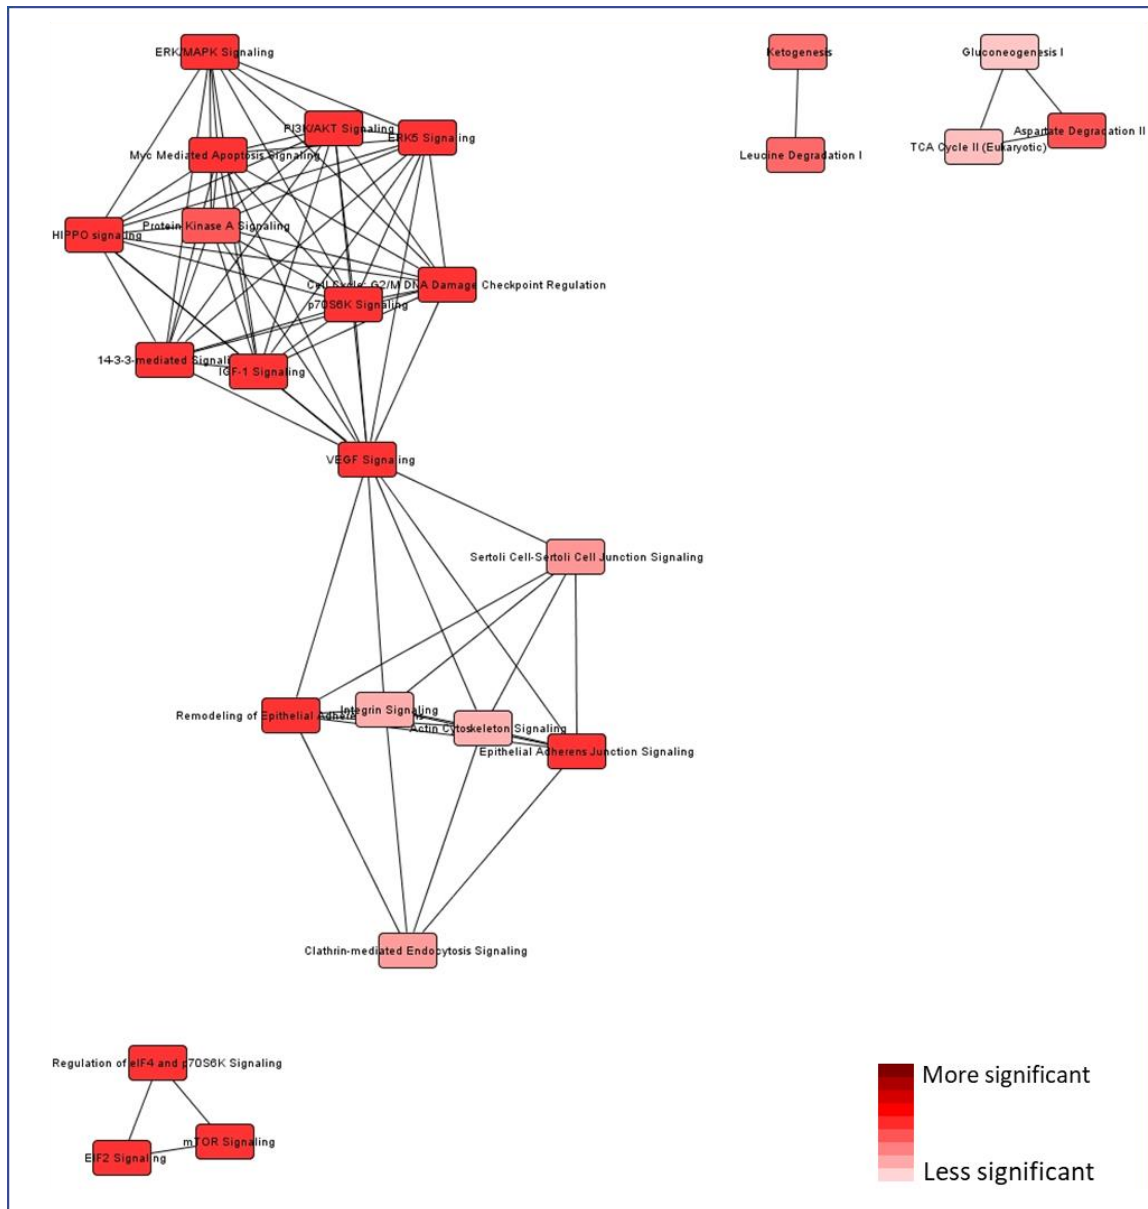 ERK/MAPK Signaling
Ketogenesis
Gluconeogenesis I
PI3K/AKT Signaling
ERK5 Signaling
Aspartate Degradation II
TCA Cycle II (Eukaryotic)
Myc Mediated Apoptosis Signaling
Leucine Degradation I
Protein Kinase A Signaling
HIPPO signaling
Cell Cycle: G2/M DNA Damage Checkpoint Regulation
p70S6K Signaling
14-3-3-mediated Signali
IGF-1 Signaling
VEGF Signaling
Sertoli Cell-Sertoli Cell Junction Signaling
Integrin Signaling
Remodeling of Epithelial Adhere
Actin Cytoskeleton Signaling
Epithelial Adherens Junction Signaling
Clathrin-mediated Endocytosis Signaling
Regulation of eIF4 and p70S6K Signaling
mTOR Signaling
EIF2 Signaling
More significant
Less significant